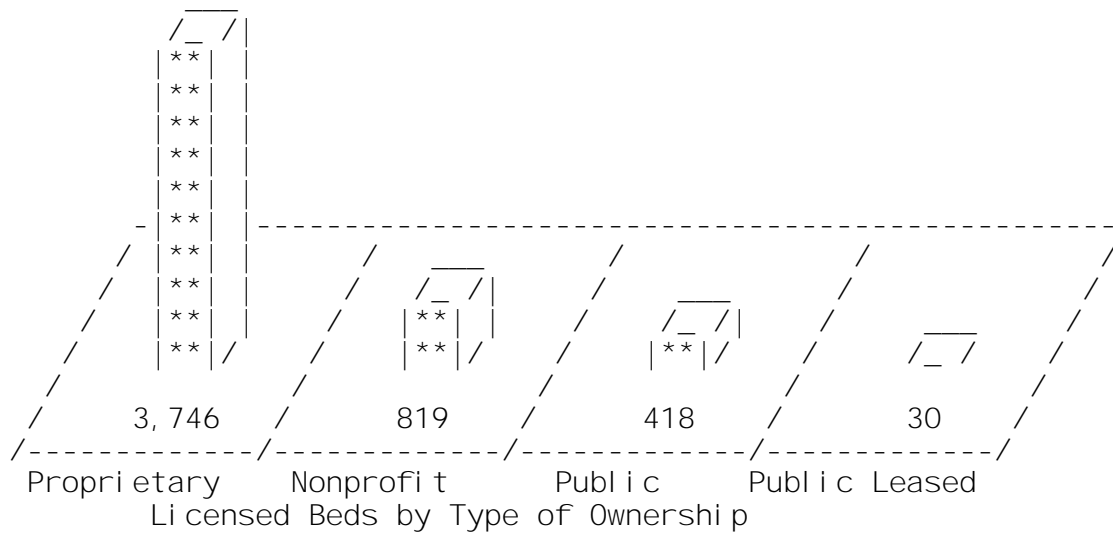 3,746 819 418 30
Proprietary Nonprofit Public Public Leased
Licensed Beds by Type of Ownership